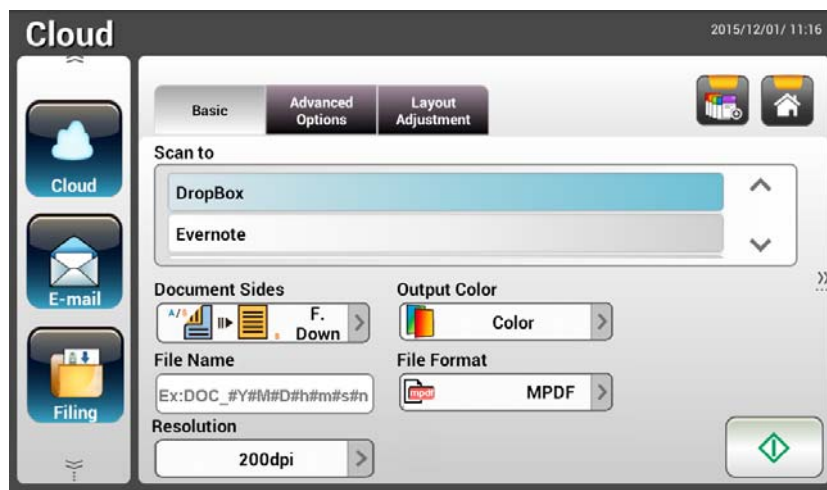 Cloud
2015/12/01/ 11:16
Cloud
E-mail
Filing
Basic
Advanced
Options
Layout
Adjustment
Scan to
DropBox
Evernote
Document Sides
A/B
F.
Down
Output Color
Color
File Name
Ex:DOC_#Y#M#D#h#m#s#n
File Format
mpdf
MPDF
Resolution
200dpi